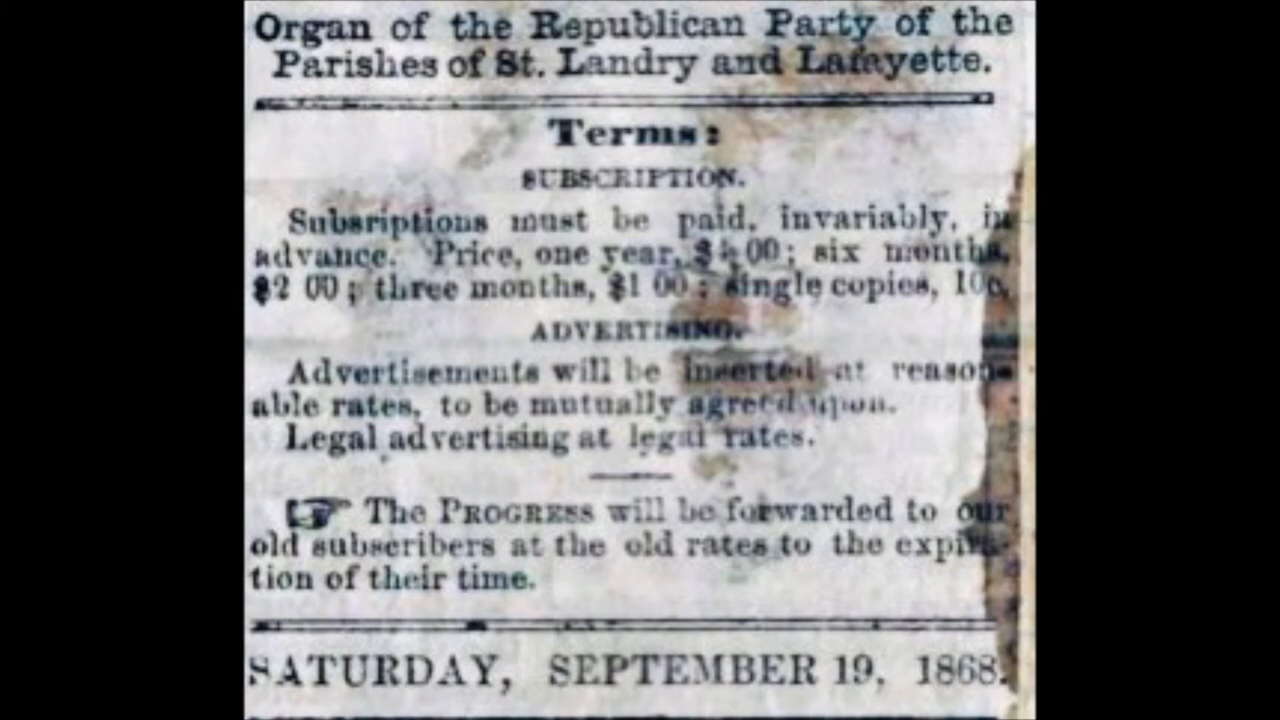 Organ of the Republican Party of the
Parishes of St. Landry and Lafayette.
Terms:
SUBSCRIPTION.
Subsriptions must be paid, invariably, in
advance. Price, one year, six months,
$2 00; three months, $1 00; single copies, 10c.
ADVERTISING.
Advertisements will be inserted at reason-
able rates, to be mutually agreed upon.
Legal advertising at legal rates.
☞ The PROGRESS will be forwarded to our
old subscribers at the old rates to the expira-
tion of their time.
SATURDAY, SEPTEMBER 19, 1868.